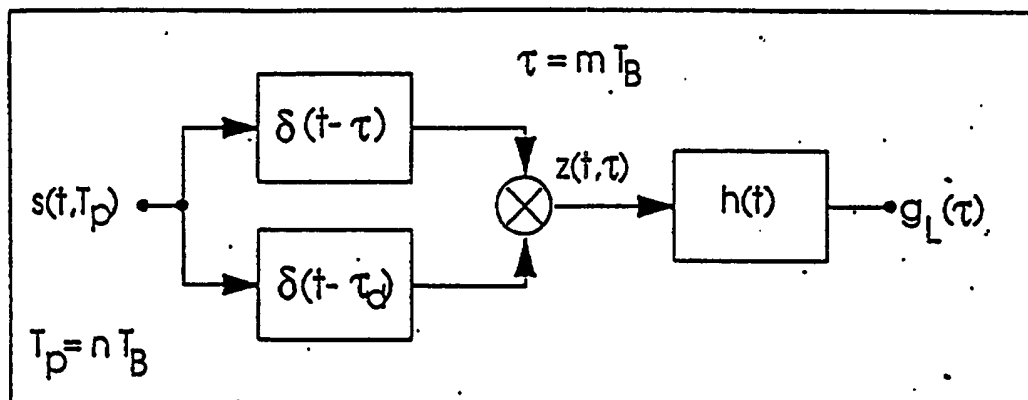 τ = m T_B
δ(t- τ)
z(t,τ)
s(t,T_p)
h(t)
g_L(τ)
δ(t- τ_d)
T_p = n T_B